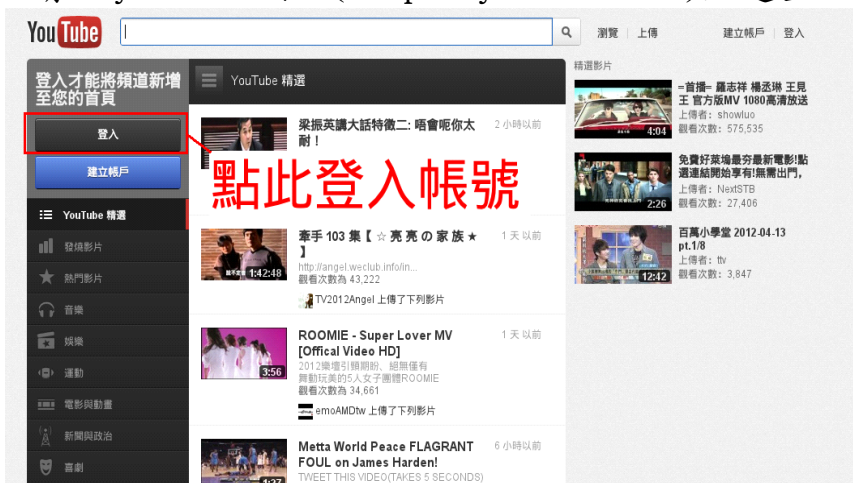 YouTube
瀏覽 上傳 建立帳戶 登入
登入才能將頻道新增
至您的首頁
登入
建立帳戶
YouTube 精選
發燒影片
熱門影片
音樂
娛樂
運動
電影與動畫
新聞與政治
喜劇
YouTube 精選
梁振英講大話特徵二: 唔會呃你太
耐！
2 小時以前
點此登入帳號
牽手 103 集【 ☆ 亮 亮 の 家 族 ★
】
1 天 以前
http://angel.weclub.info/in...
觀看次數為 43,222
1:42:48
TV2012Angel 上傳了下列影片
ROOMIE - Super Lover MV
[Offical Video HD]
1 天 以前
2012樂壇引頸期盼、絕無僅有
舞動玩美的5人女子團體ROOMIE
觀看次數為 34,661
3:56
emoAMDtw 上傳了下列影片
Metta World Peace FLAGRANT
FOUL on James Harden!
6 小時以前
TWEET THIS VIDEO(TAKES 5 SECONDS)
精選影片
=首播= 羅志祥 楊丞琳 王見
王 官方版MV 1080高清放送
上傳者: showluo
觀看次數: 575,535
4:04
免費好萊塢最夯最新電影!點
選連結開始享有!無需出門,
上傳者: NextSTB
觀看次數: 27,406
2:26
百萬小學堂 2012-04-13
pt.1/8
上傳者: ttv
觀看次數: 3,847
12:42